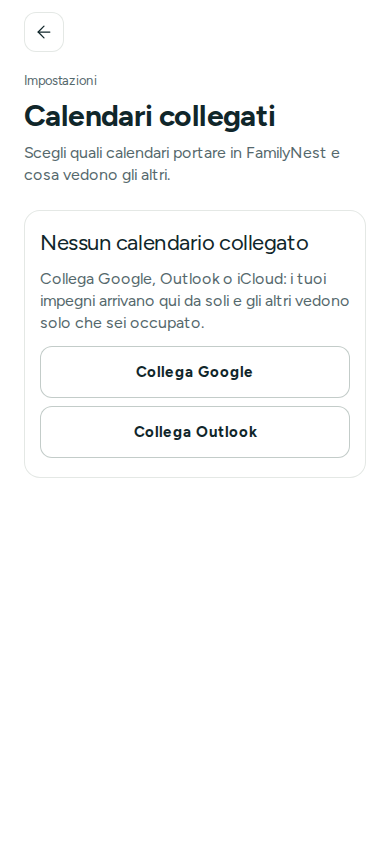 Impostazioni
Calendari collegati
Scegli quali calendari portare in FamilyNest e
cosa vedono gli altri.
Nessun calendario collegato
Collega Google, Outlook o iCloud: i tuoi
impegni arrivano qui da soli e gli altri vedono
solo che sei occupato.
Collega Google
Collega Outlook